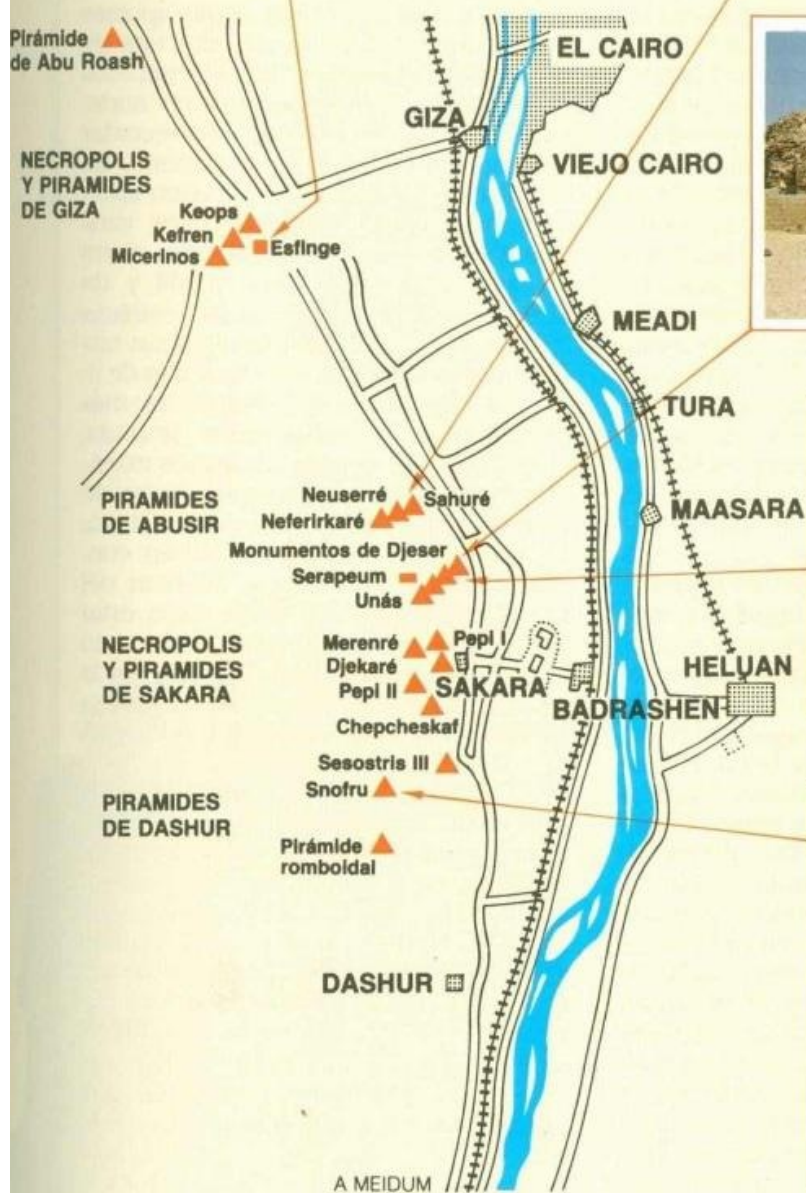 Pirámide
de Abu Roash
EL CAIRO
GIZA
VIEJO CAIRO
NECROPOLIS
Y PIRAMIDES
DE GIZA
Keops
Kefren
Micerinos
Esfinge
MEADI
TURA
PIRAMIDES
DE ABUSIR
Neuserré
Sahuré
Neferirkaré
MAASARA
Monumentos de Djeser
Serapeum
Unás
NECROPOLIS
Y PIRAMIDES
DE SAKARA
Merenré
Pepi I
Djekaré
Pepi II
SAKARA
Chepcheskaf
BADRASHEN
HELUAN
Sesostris III
Snofru
PIRAMIDES
DE DASHUR
Pirámide
romboidal
DASHUR
A MEIDUM